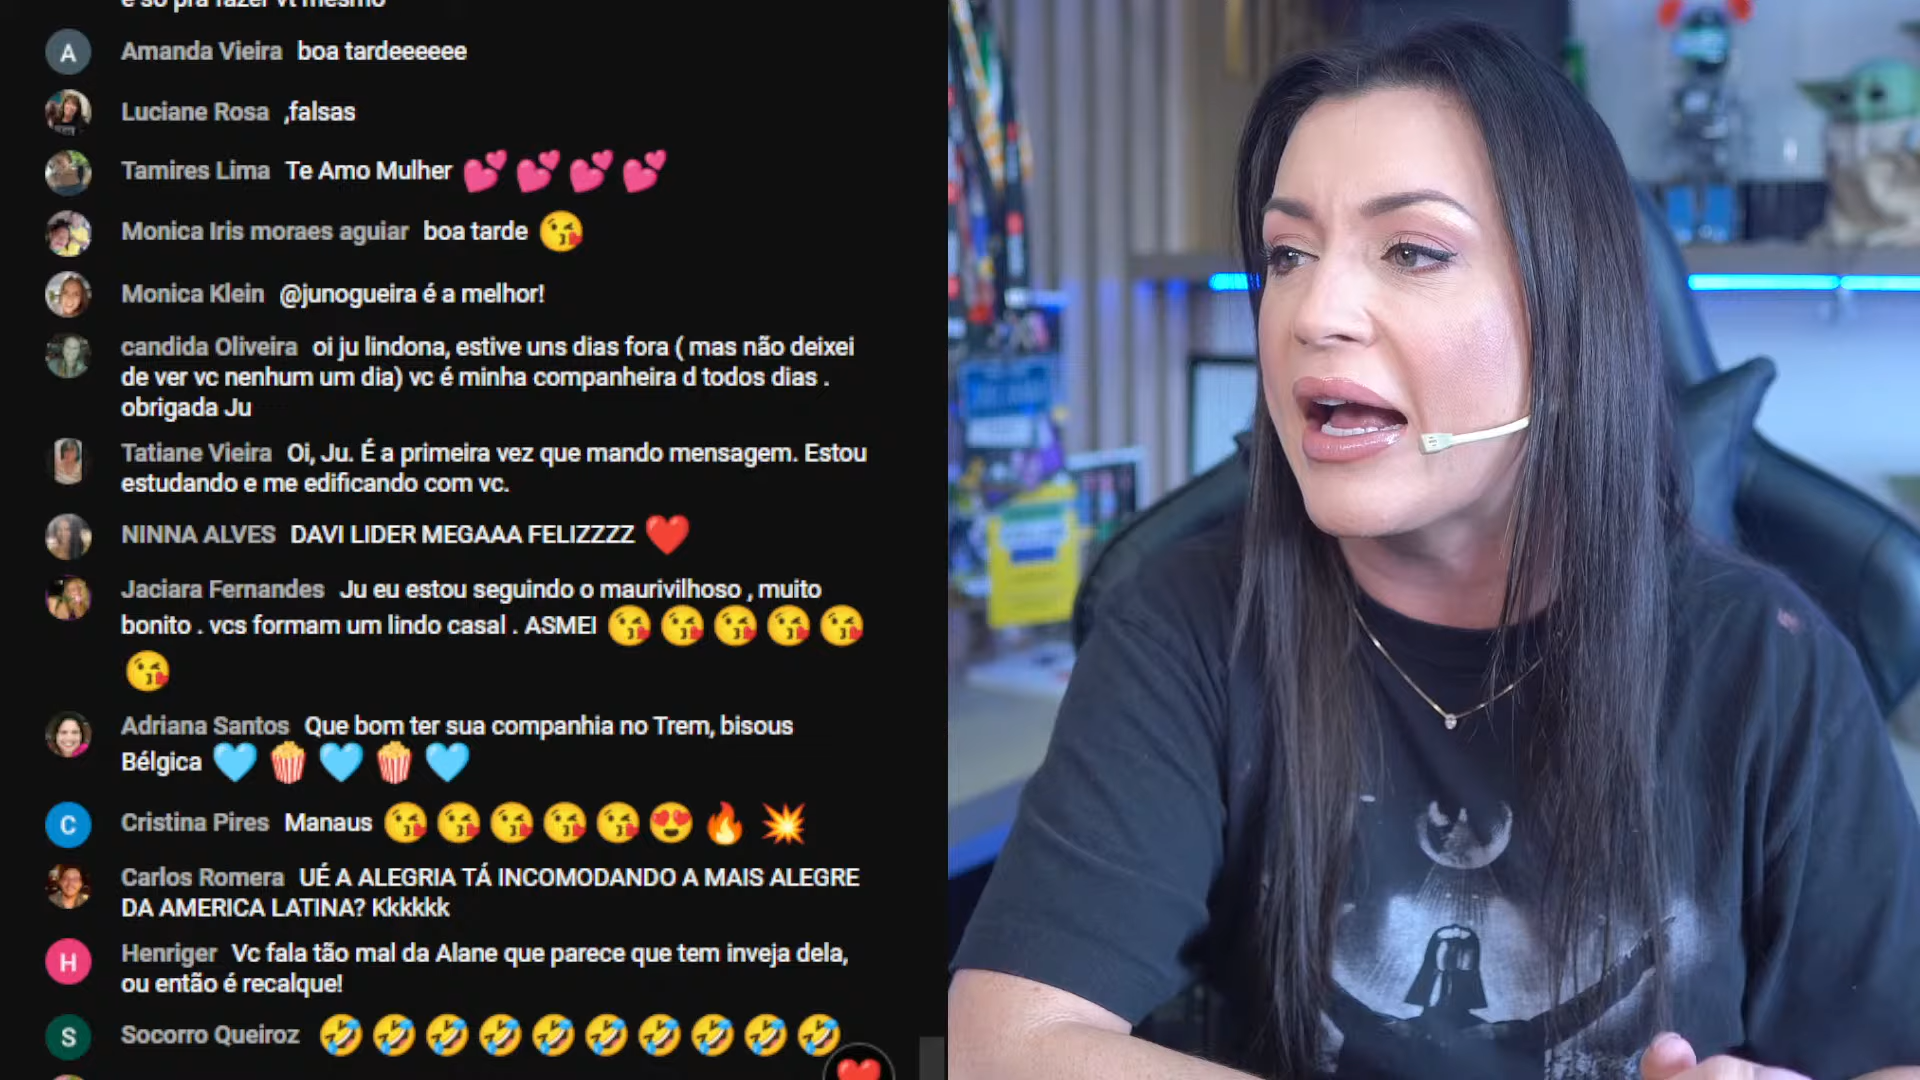 é só pra fazer vt mesmo
A Amanda Vieira boa tardeeeeee
Luciane Rosa ,falsas
Tamires Lima Te Amo Mulher 💕 💕 💕 💕
Monica Iris moraes aguiar boa tarde 😘
Monica Klein @junogueira é a melhor!
candida Oliveira oi ju lindona, estive uns dias fora ( mas não deixei
de ver vc nenhum um dia) vc é minha companheira d todos dias .
obrigada Ju
Tatiane Vieira Oi, Ju. É a primeira vez que mando mensagem. Estou
estudando e me edificando com vc.
NINNA ALVES DAVI LIDER MEGAAA FELIZZZZ ❤️
Jaciara Fernandes Ju eu estou seguindo o maurivilhoso , muito
bonito . vcs formam um lindo casal . ASMEI 😘 😘 😘 😘 😘
😘
Adriana Santos Que bom ter sua companhia no Trem, bisous
Bélgica 🩵 🍿 🩵 🍿 🩵
C Cristina Pires Manaus 😘 😘 😘 😘 😘 😍 🔥 💥
Carlos Romera UÉ A ALEGRIA TÁ INCOMODANDO A MAIS ALEGRE
DA AMERICA LATINA? Kkkkkk
H Henriger Vc fala tão mal da Alane que parece que tem inveja dela,
ou então é recalque!
S Socorro Queiroz 🤣 🤣 🤣 🤣 🤣 🤣 🤣 🤣 🤣 🤣